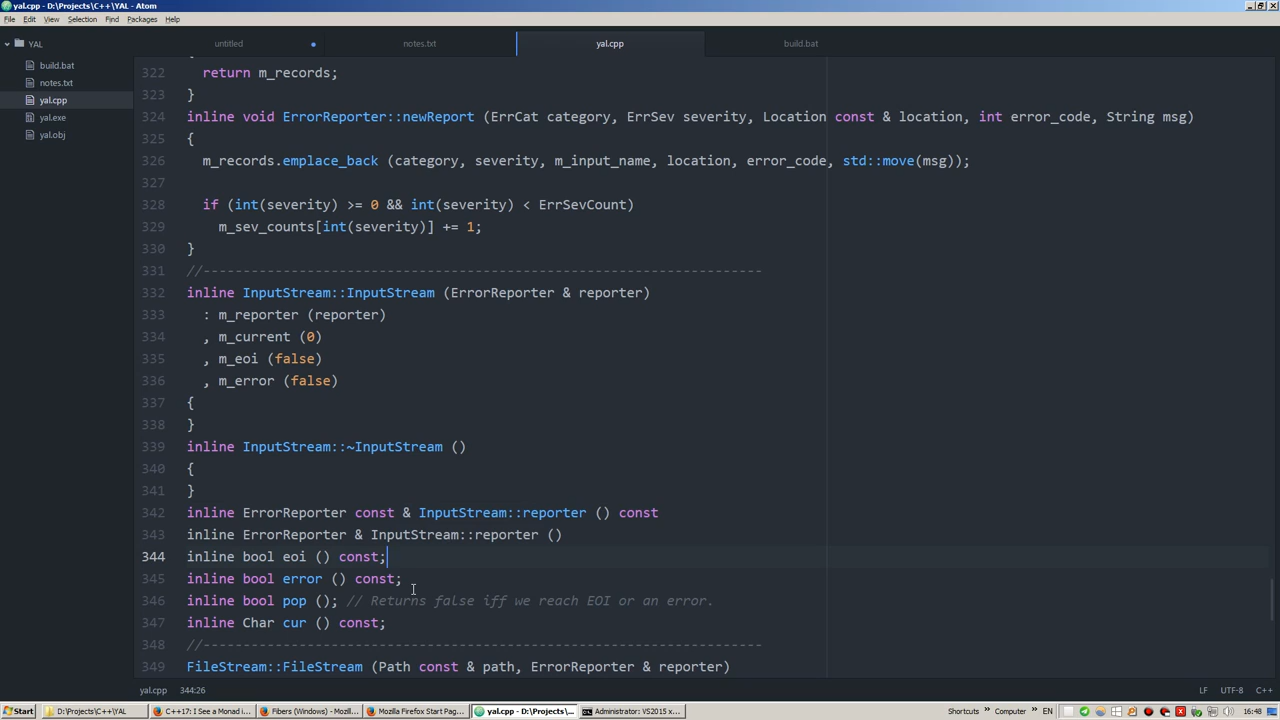 yal.cpp - D:\Projects\C++\YAL - Atom
File Edit View Selection Find Packages Help
YAL
build.bat
notes.txt
yal.cpp
yal.exe
yal.obj
untitled notes.txt yal.cpp build.bat
322 return m_records;
323 }
324 inline void ErrorReporter::newReport (ErrCat category, ErrSev severity, Location const & location, int error_code, String msg)
325 {
326 m_records.emplace_back (category, severity, m_input_name, location, error_code, std::move(msg));
327
328 if (int(severity) >= 0 && int(severity) < ErrSevCount)
329 m_sev_counts[int(severity)] += 1;
330 }
331 //----------------------------------------------------------------------
332 inline InputStream::InputStream (ErrorReporter & reporter)
333 : m_reporter (reporter)
334 , m_current (0)
335 , m_eoi (false)
336 , m_error (false)
337 {
338 }
339 inline InputStream::~InputStream ()
340 {
341 }
342 inline ErrorReporter const & InputStream::reporter () const
343 inline ErrorReporter & InputStream::reporter ()
344 inline bool eoi () const;
345 inline bool error () const;
346 inline bool pop (); // Returns false iff we reach EOI or an error.
347 inline Char cur () const;
348 //----------------------------------------------------------------------
349 FileStream::FileStream (Path const & path, ErrorReporter & reporter)
yal.cpp 344:26 LF UTF-8 C++
Start D:\Projects\C++\YAL C++17: I See a Monad i... Fibers (Windows) - Mozill... Mozilla Firefox Start Pag... yal.cpp - D:\Projects\... Administrator: VS2015 x... Shortcuts » Computer » EN 16:48